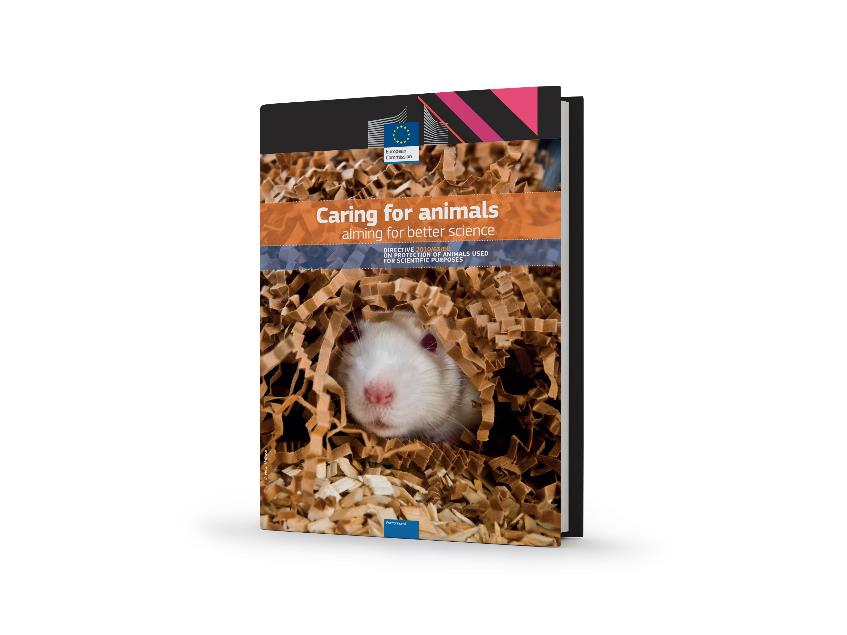 European
Commission
Caring for animals
aiming for better science
DIRECTIVE 2010/63/EU
ON PROTECTION OF ANIMALS USED
FOR SCIENTIFIC PURPOSES